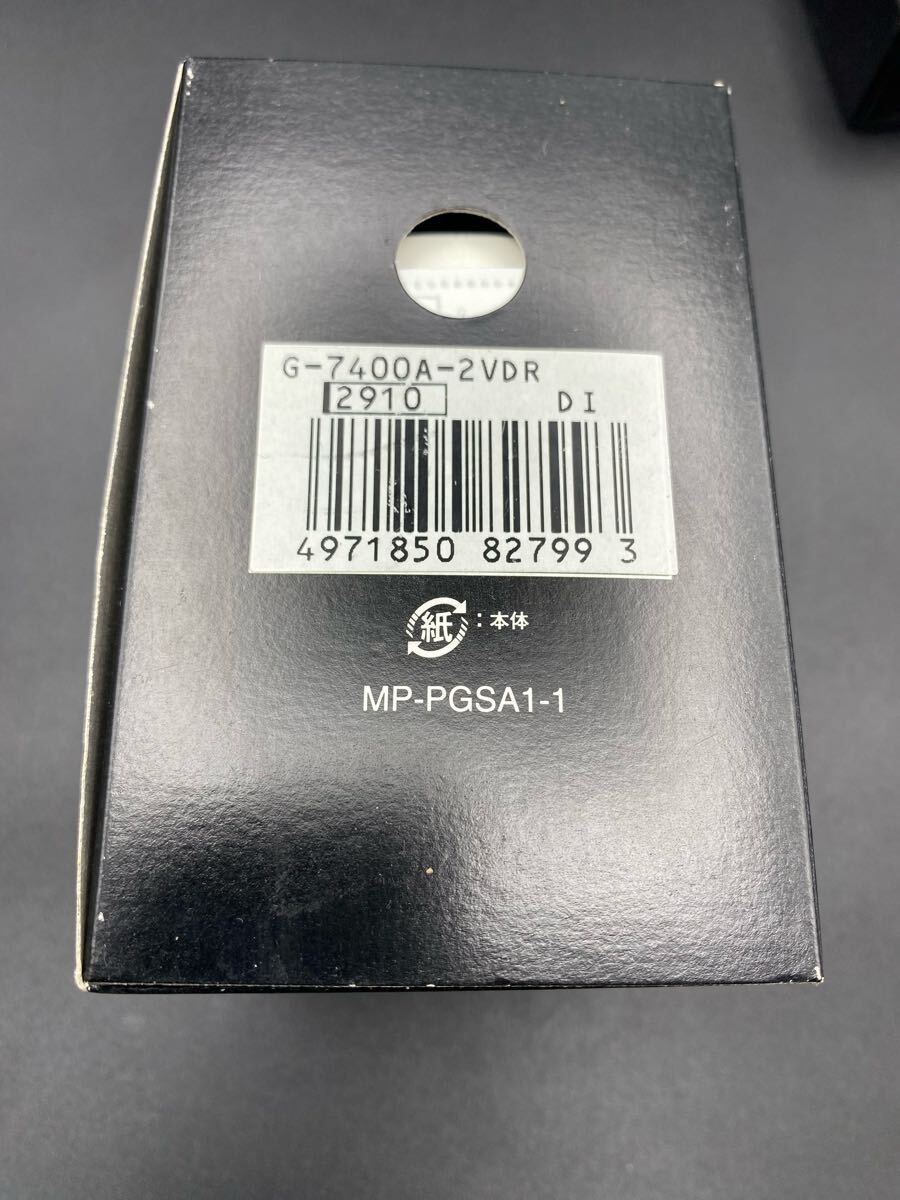 G-7400A-2VDR
2910 DI
4971850 82799 3
紙 : 本体
MP-PGSA1-1